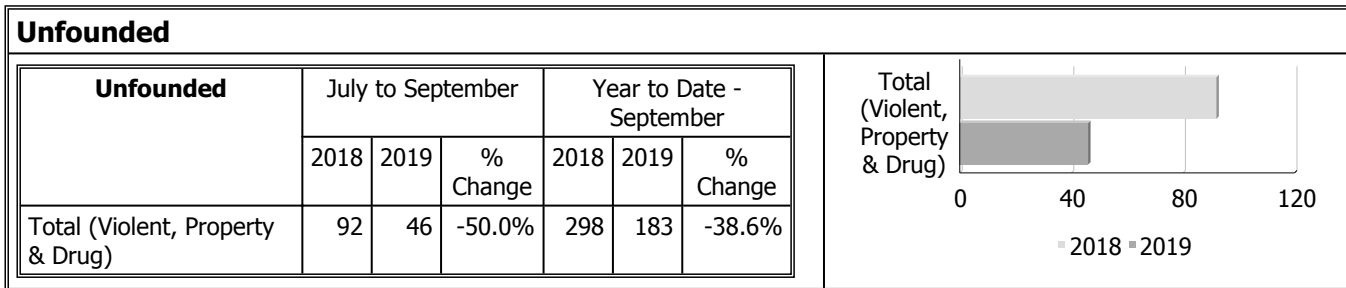 Unfounded
Unfounded
July to September
Year to Date -
September
2018 2019 %
Change
2018 2019 %
Change
Total (Violent, Property
& Drug)
92 46 -50.0% 298 183 -38.6%
Total
(Violent,
Property
& Drug)
0 40 80 120
2018 2019